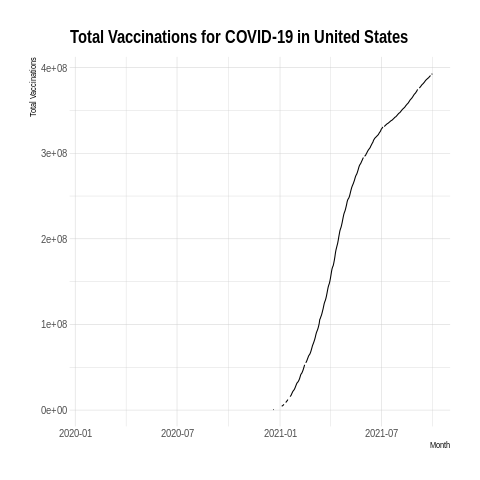 Total Vaccinations for COVID-19 in United States
Total Vaccinations
4e+08
3e+08
2e+08
1e+08
0e+00
2020-01
2020-07
2021-01
2021-07
Month